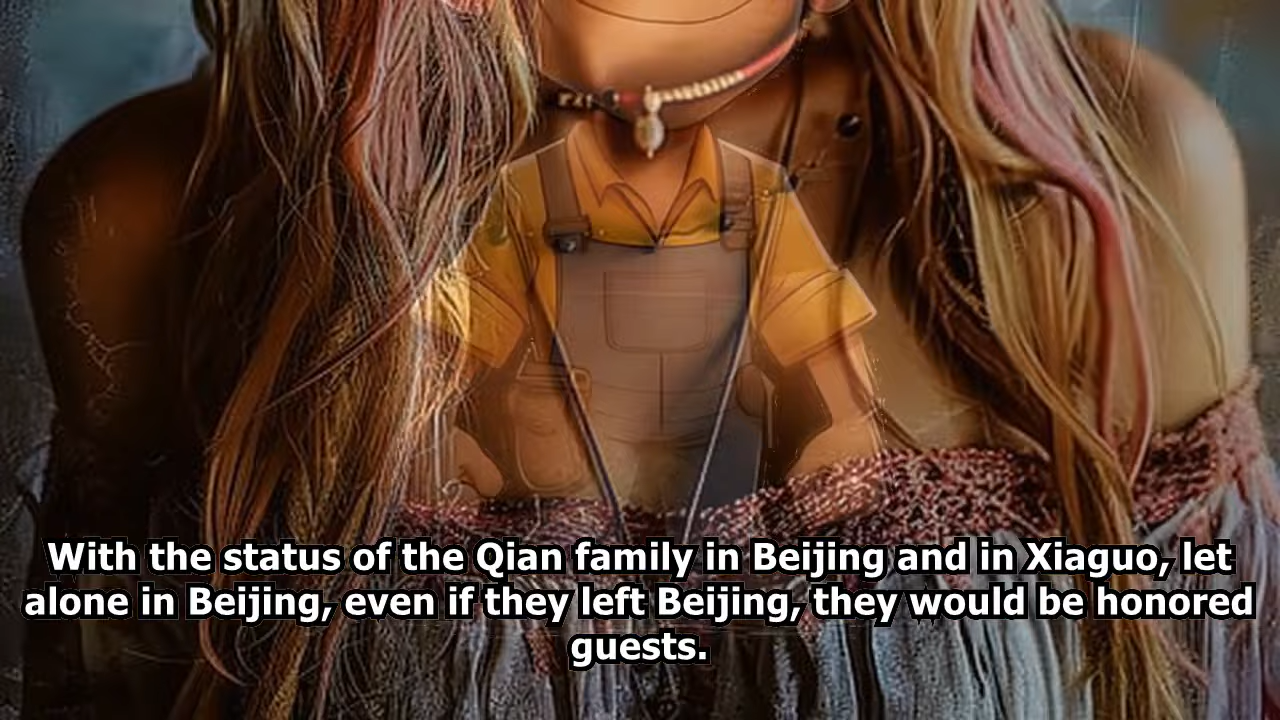 With the status of the Qian family in Beijing and in Xiaguo, let
alone in Beijing, even if they left Beijing, they would be honored
guests.